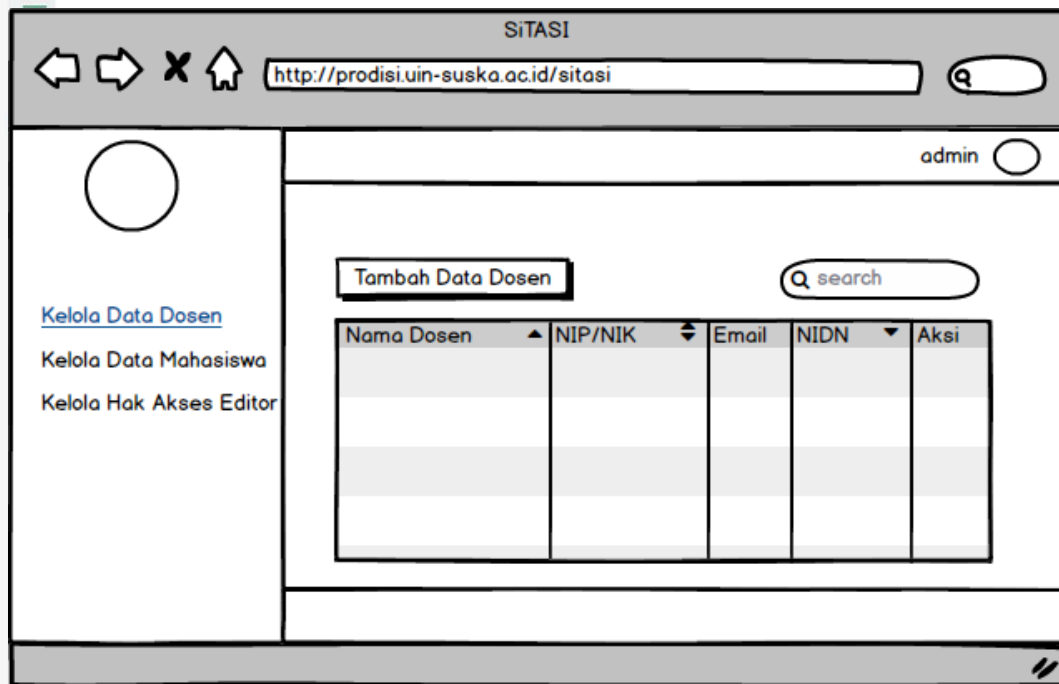 SiTASI
http://prodisi.uin-suska.ac.id/sitasi
admin
Kelola Data Dosen
Kelola Data Mahasiswa
Kelola Hak Akses Editor
Tambah Data Dosen
search
Nama Dosen NIP/NIK Email NIDN Aksi